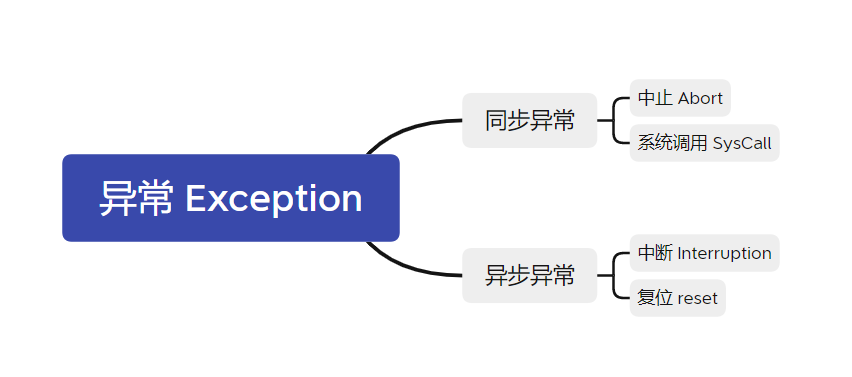 异常 Exception
同步异常
中止 Abort
系统调用 SysCall
异步异常
中断 Interruption
复位 reset